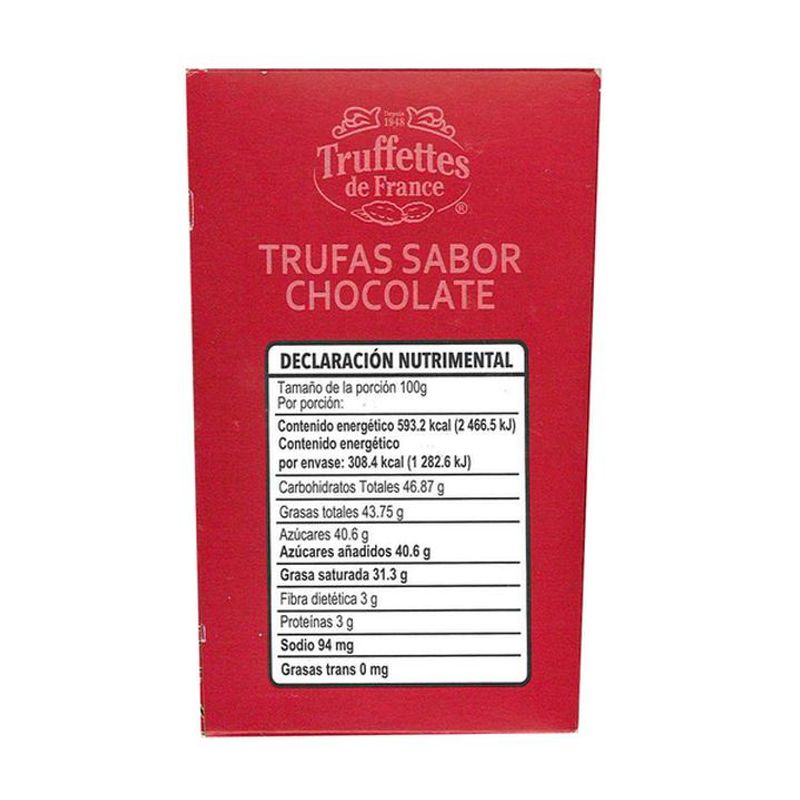 Depuis
1948
Truffettes
de France
®
TRUFAS SABOR
CHOCOLATE
DECLARACIÓN NUTRIMENTAL
Tamaño de la porción 100g
Por porción:
Contenido energético 593.2 kcal (2 466.5 kJ)
Contenido energético
por envase: 308.4 kcal (1 282.6 kJ)
Carbohidratos Totales 46.87 g
Grasas totales 43.75 g
Azúcares 40.6 g
Azúcares añadidos 40.6 g
Grasa saturada 31.3 g
Fibra dietética 3 g
Proteínas 3 g
Sodio 94 mg
Grasas trans 0 mg